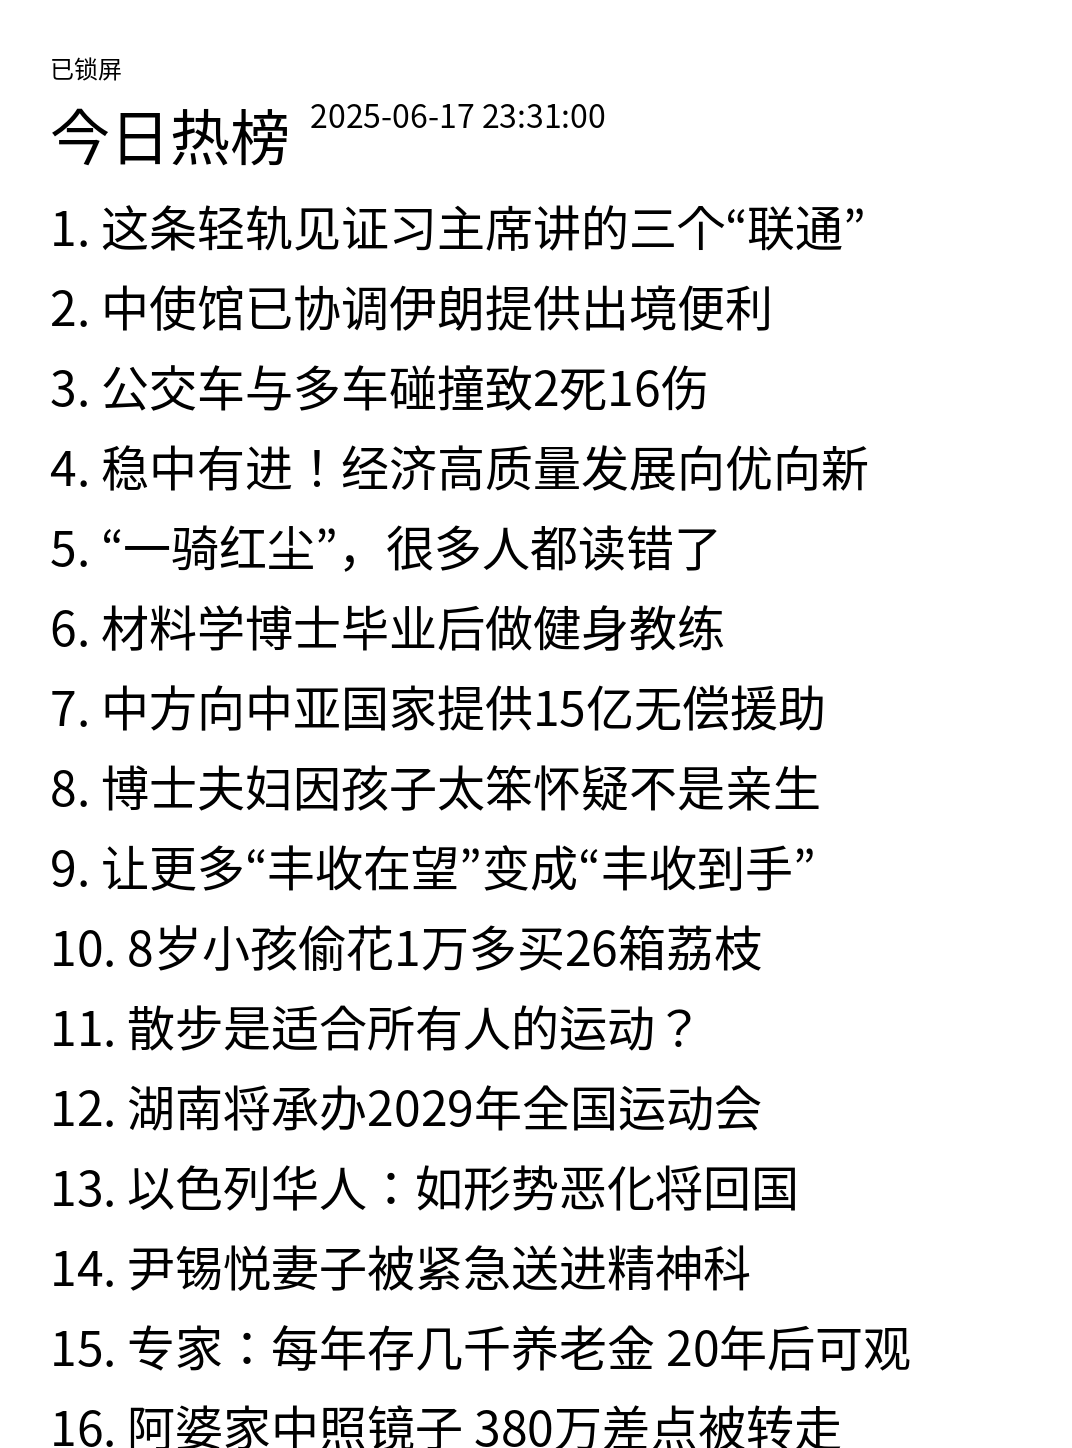 已锁屏
今日热榜 2025-06-17 23:31:00
1. 这条轻轨见证习主席讲的三个“联通”
2. 中使馆已协调伊朗提供出境便利
3. 公交车与多车碰撞致2死16伤
4. 稳中有进！经济高质量发展向优向新
5. “一骑红尘”，很多人都读错了
6. 材料学博士毕业后做健身教练
7. 中方向中亚国家提供15亿无偿援助
8. 博士夫妇因孩子太笨怀疑不是亲生
9. 让更多“丰收在望”变成“丰收到手”
10. 8岁小孩偷花1万多买26箱荔枝
11. 散步是适合所有人的运动？
12. 湖南将承办2029年全国运动会
13. 以色列华人：如形势恶化将回国
14. 尹锡悦妻子被紧急送进精神科
15. 专家：每年存几千养老金 20年后可观
16. 阿婆家中照镜子 380万差点被转走